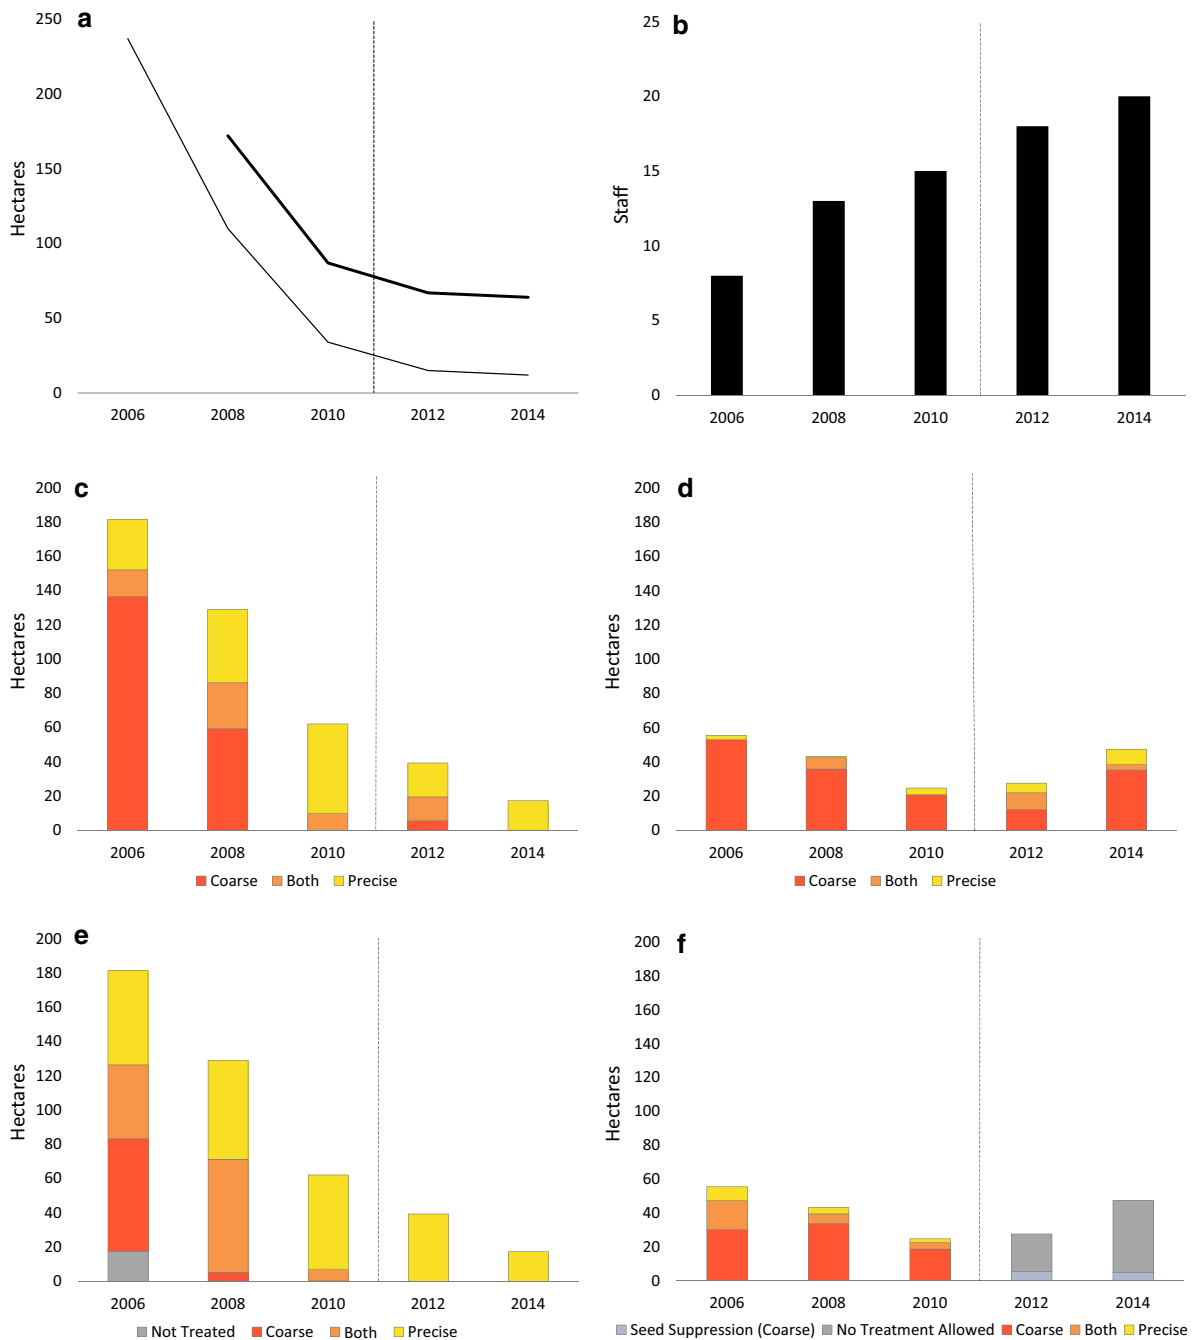 a
250
200
150
100
50
0
Hectares
2006 2008 2010 2012 2014
b
25
20
15
10
5
0
Staff
2006 2008 2010 2012 2014
c
200
180
160
140
120
100
80
60
40
20
0
Hectares
2006 2008 2010 2012 2014
Coarse Both Precise
d
200
180
160
140
120
100
80
60
40
20
0
Hectares
2006 2008 2010 2012 2014
Coarse Both Precise
e
200
180
160
140
120
100
80
60
40
20
0
Hectares
2006 2008 2010 2012 2014
Not Treated Coarse Both Precise
f
200
180
160
140
120
100
80
60
40
20
0
Hectares
2006 2008 2010 2012 2014
Seed Suppression (Coarse) No Treatment Allowed Coarse Both Precise